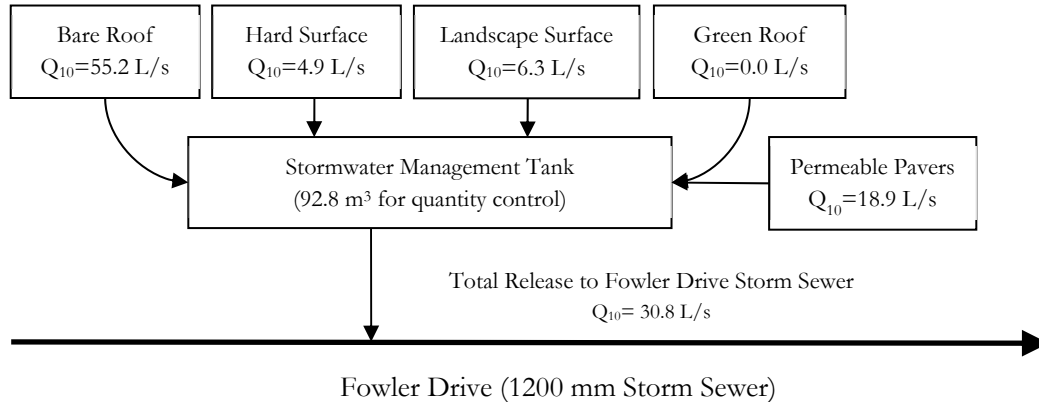 Bare Roof
Q₁₀=55.2 L/s
Hard Surface
Q₁₀=4.9 L/s
Landscape Surface
Q₁₀=6.3 L/s
Green Roof
Q₁₀=0.0 L/s
Stormwater Management Tank
(92.8 m³ for quantity control)
Permeable Pavers
Q₁₀=18.9 L/s
Total Release to Fowler Drive Storm Sewer
Q₁₀= 30.8 L/s
Fowler Drive (1200 mm Storm Sewer)